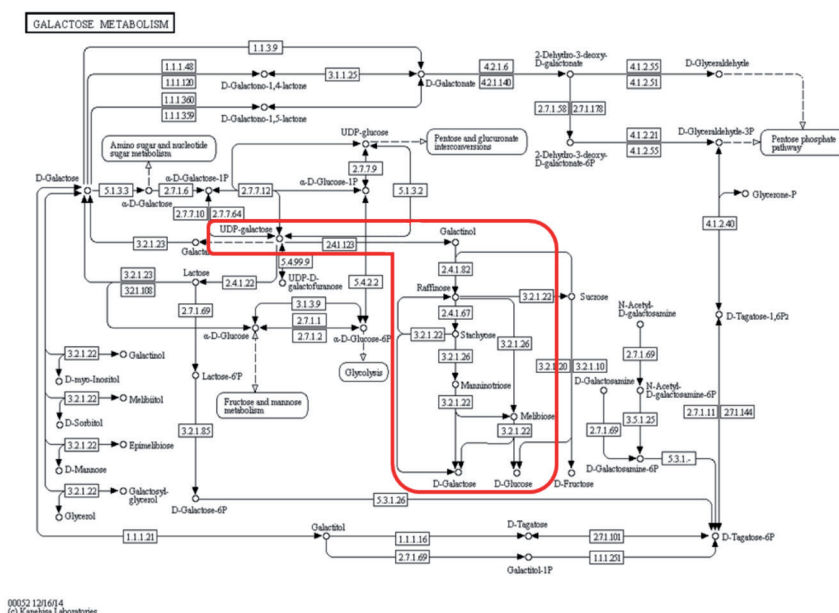 GALACTOSE METABOLISM
1.1.3.9
1.1.1.48
1.1.1.120
D-Galactono-1,4-lactone
3.1.1.25
D-Galactonate
4.2.1.6
4.2.1.140
2-Dehydro-3-deoxy-
D-galactonate
4.1.2.55
4.1.2.51
D-Glyceraldehyde
1.1.1.360
1.1.1.359
D-Galactono-1,5-lactone
2.7.1.58
2.7.1.178
Amino sugar and nucleotide
sugar metabolism
UDP-glucose
Pentose and glucuronate
interconversions
2-Dehydro-3-deoxy-
D-galactonate-6P
4.1.2.21
4.1.2.55
D-Glyceraldehyde-3P
Pentose phosphate
pathway
D-Galactose
5.1.3.3
α-D-Galactose
2.7.1.6
α-D-Galactose-1P
2.7.7.12
2.7.7.9
α-D-Glucose-1P
5.1.3.2
Glycerone-P
2.7.7.10
2.7.7.64
4.1.2.40
UDP-galactose
3.2.1.23
2.4.1.123
Galactinol
5.4.99.9
UDP-D-
galactofuranose
5.4.2.2
2.4.1.82
Lactose
3.2.1.23
3.2.1.108
2.4.1.22
Raffinose
3.2.1.22
Sucrose
2.7.1.69
3.1.3.9
2.7.1.1
2.7.1.2
α-D-Glucose
α-D-Glucose-6P
2.4.1.67
3.2.1.22
Stachyose
3.2.1.26
3.2.1.26
N-Acetyl-
D-galactosamine
D-Tagatose-1,6P2
2.7.1.69
3.2.1.22
Galactinol
D-myo-Inositol
Lactose-6'P
Glycolysis
Manninotriose
3.2.1.20
3.2.1.10
D-Galactosamine
N-Acetyl-
D-galactosamine-6P
3.2.1.22
Melibiitol
D-Sorbitol
Fructose and mannose
metabolism
3.2.1.22
Melibiose
2.7.1.11
2.7.1.144
3.2.1.85
3.2.1.22
2.7.1.69
3.5.1.25
3.2.1.22
Epimelibiose
D-Mannose
D-Galactosamine-6P
5.3.1.-
3.2.1.22
Galactosyl-
glycerol
Glycerol
D-Galactose
D-Glucose
D-Fructose
D-Galactose-6P
5.3.1.26
1.1.1.21
Galactitol
1.1.1.16
D-Tagatose
2.7.1.101
D-Tagatose-6P
2.7.1.69
Galactitol-1P
1.1.1.251
00052 12/16/14
(c) Kanehisa Laboratories